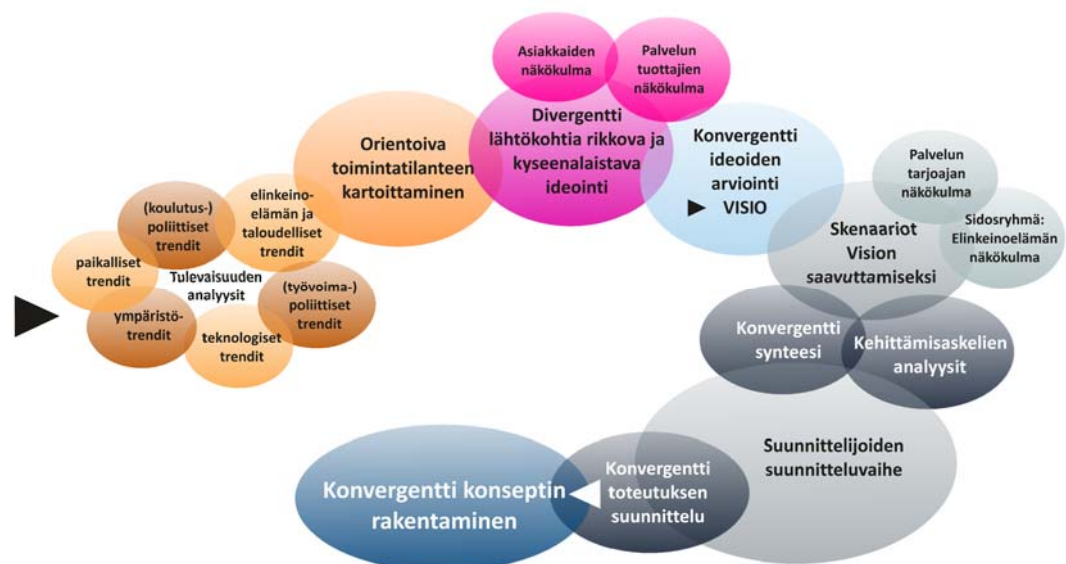 paikalliset
trendit
(koulutus-)
poliittiset
trendit
elinkeino-
elämän ja
taloudelliset
trendit
Tulevaisuuden
analyysit
(työvoima-)
poliittiset
trendit
teknologiset
trendit
ympäristö-
trendit
Orientoiva
toimintatilanteen
kartoittaminen
Asiakkaiden
näkökulma
Palvelun
tuottajien
näkökulma
Divergentti
lähtökohtia rikkova ja
kyseenalaistava
ideointi
Konvergentti
ideoiden
arviointi
VISIO
Palvelun
tarjoajan
näkökulma
Sidosryhmä:
Elinkeinoelämän
näkökulma
Skenaariot
Vision
saavuttamiseksi
Konvergentti
synteesi
Kehittämisaskelien
analyysit
Suunnittelijoiden
suunnitteluvaihe
Konvergentti
toteutuksen
suunnittelu
Konvergentti konseptin
rakentaminen